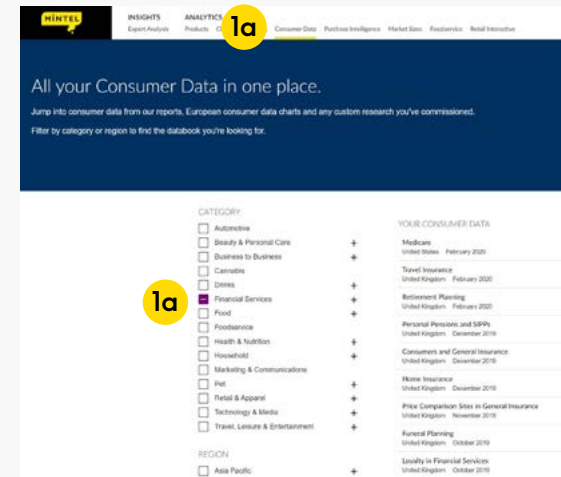 MINTEL
INSIGHTS
Expert Analysis
ANALYTICS
Products
1a
Consumer Data Purchase Intelligence Market Sizes Foodservice Retail Interactive
All your Consumer Data in one place.
Jump into consumer data from our reports, European consumer data charts and any custom research you've commissioned.
Filter by category or region to find the databook you're looking for.
CATEGORY
Automotive
Beauty & Personal Care +
Business to Business +
Cannabis
Drinks +
1a
Financial Services +
Food +
Foodservice
Health & Nutrition +
Household +
Marketing & Communications
Pet +
Retail & Apparel +
Technology & Media +
Travel, Leisure & Entertainment +
REGION
Asia Pacific +
YOUR CONSUMER DATA
Medicare
United States February 2020
Travel Insurance
United Kingdom February 2020
Retirement Planning
United Kingdom February 2020
Personal Pensions and SIPPs
United Kingdom December 2019
Consumers and General Insurance
United Kingdom December 2019
Home Insurance
United Kingdom December 2019
Price Comparison Sites in General Insurance
United Kingdom November 2019
Funeral Planning
United Kingdom October 2019
Loyalty in Financial Services
United Kingdom October 2019